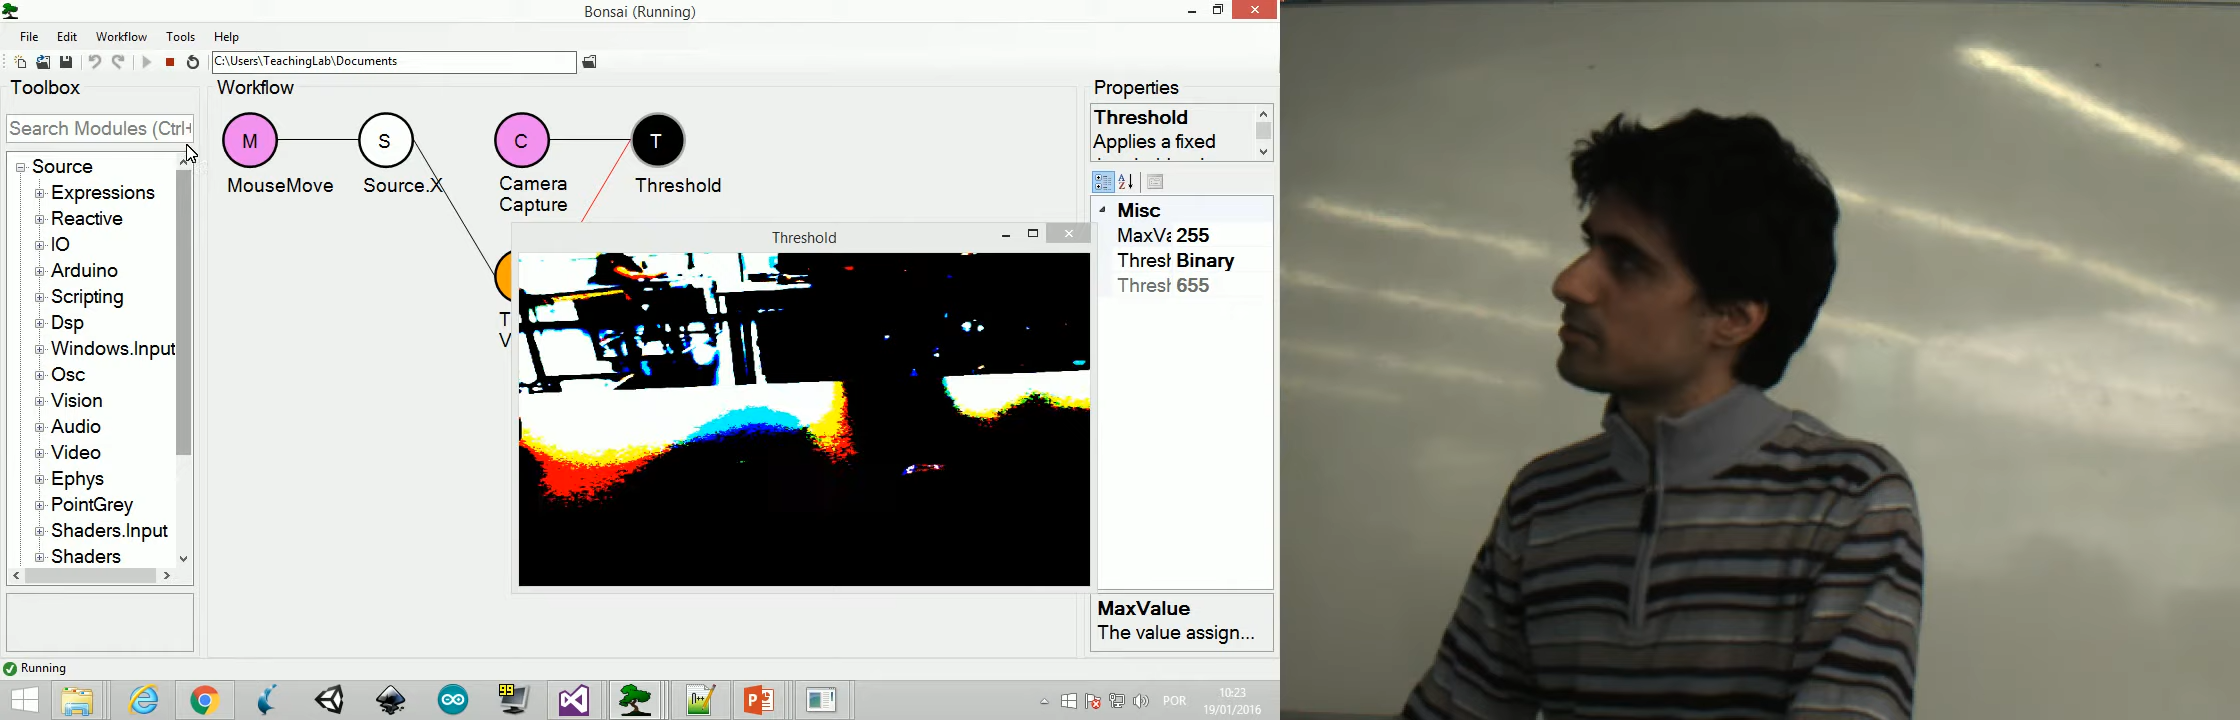 Bonsai (Running)
File Edit Workflow Tools Help
C:\Users\TeachingLab\Documents
Toolbox
Workflow
Properties
Search Modules (Ctrl+
Source
Expressions
Reactive
IO
Arduino
Scripting
Dsp
Windows.Input
Osc
Vision
Audio
Video
Ephys
PointGrey
Shaders.Input
Shaders
M
S
C
T
MouseMove
Source.X
Camera
Capture
Threshold
T
V
Threshold
Threshold
Applies a fixed
Misc
MaxVa 255
Thresh Binary
Thresh 655
MaxValue
The value assign...
Running
99
POR
10:23
19/01/2016